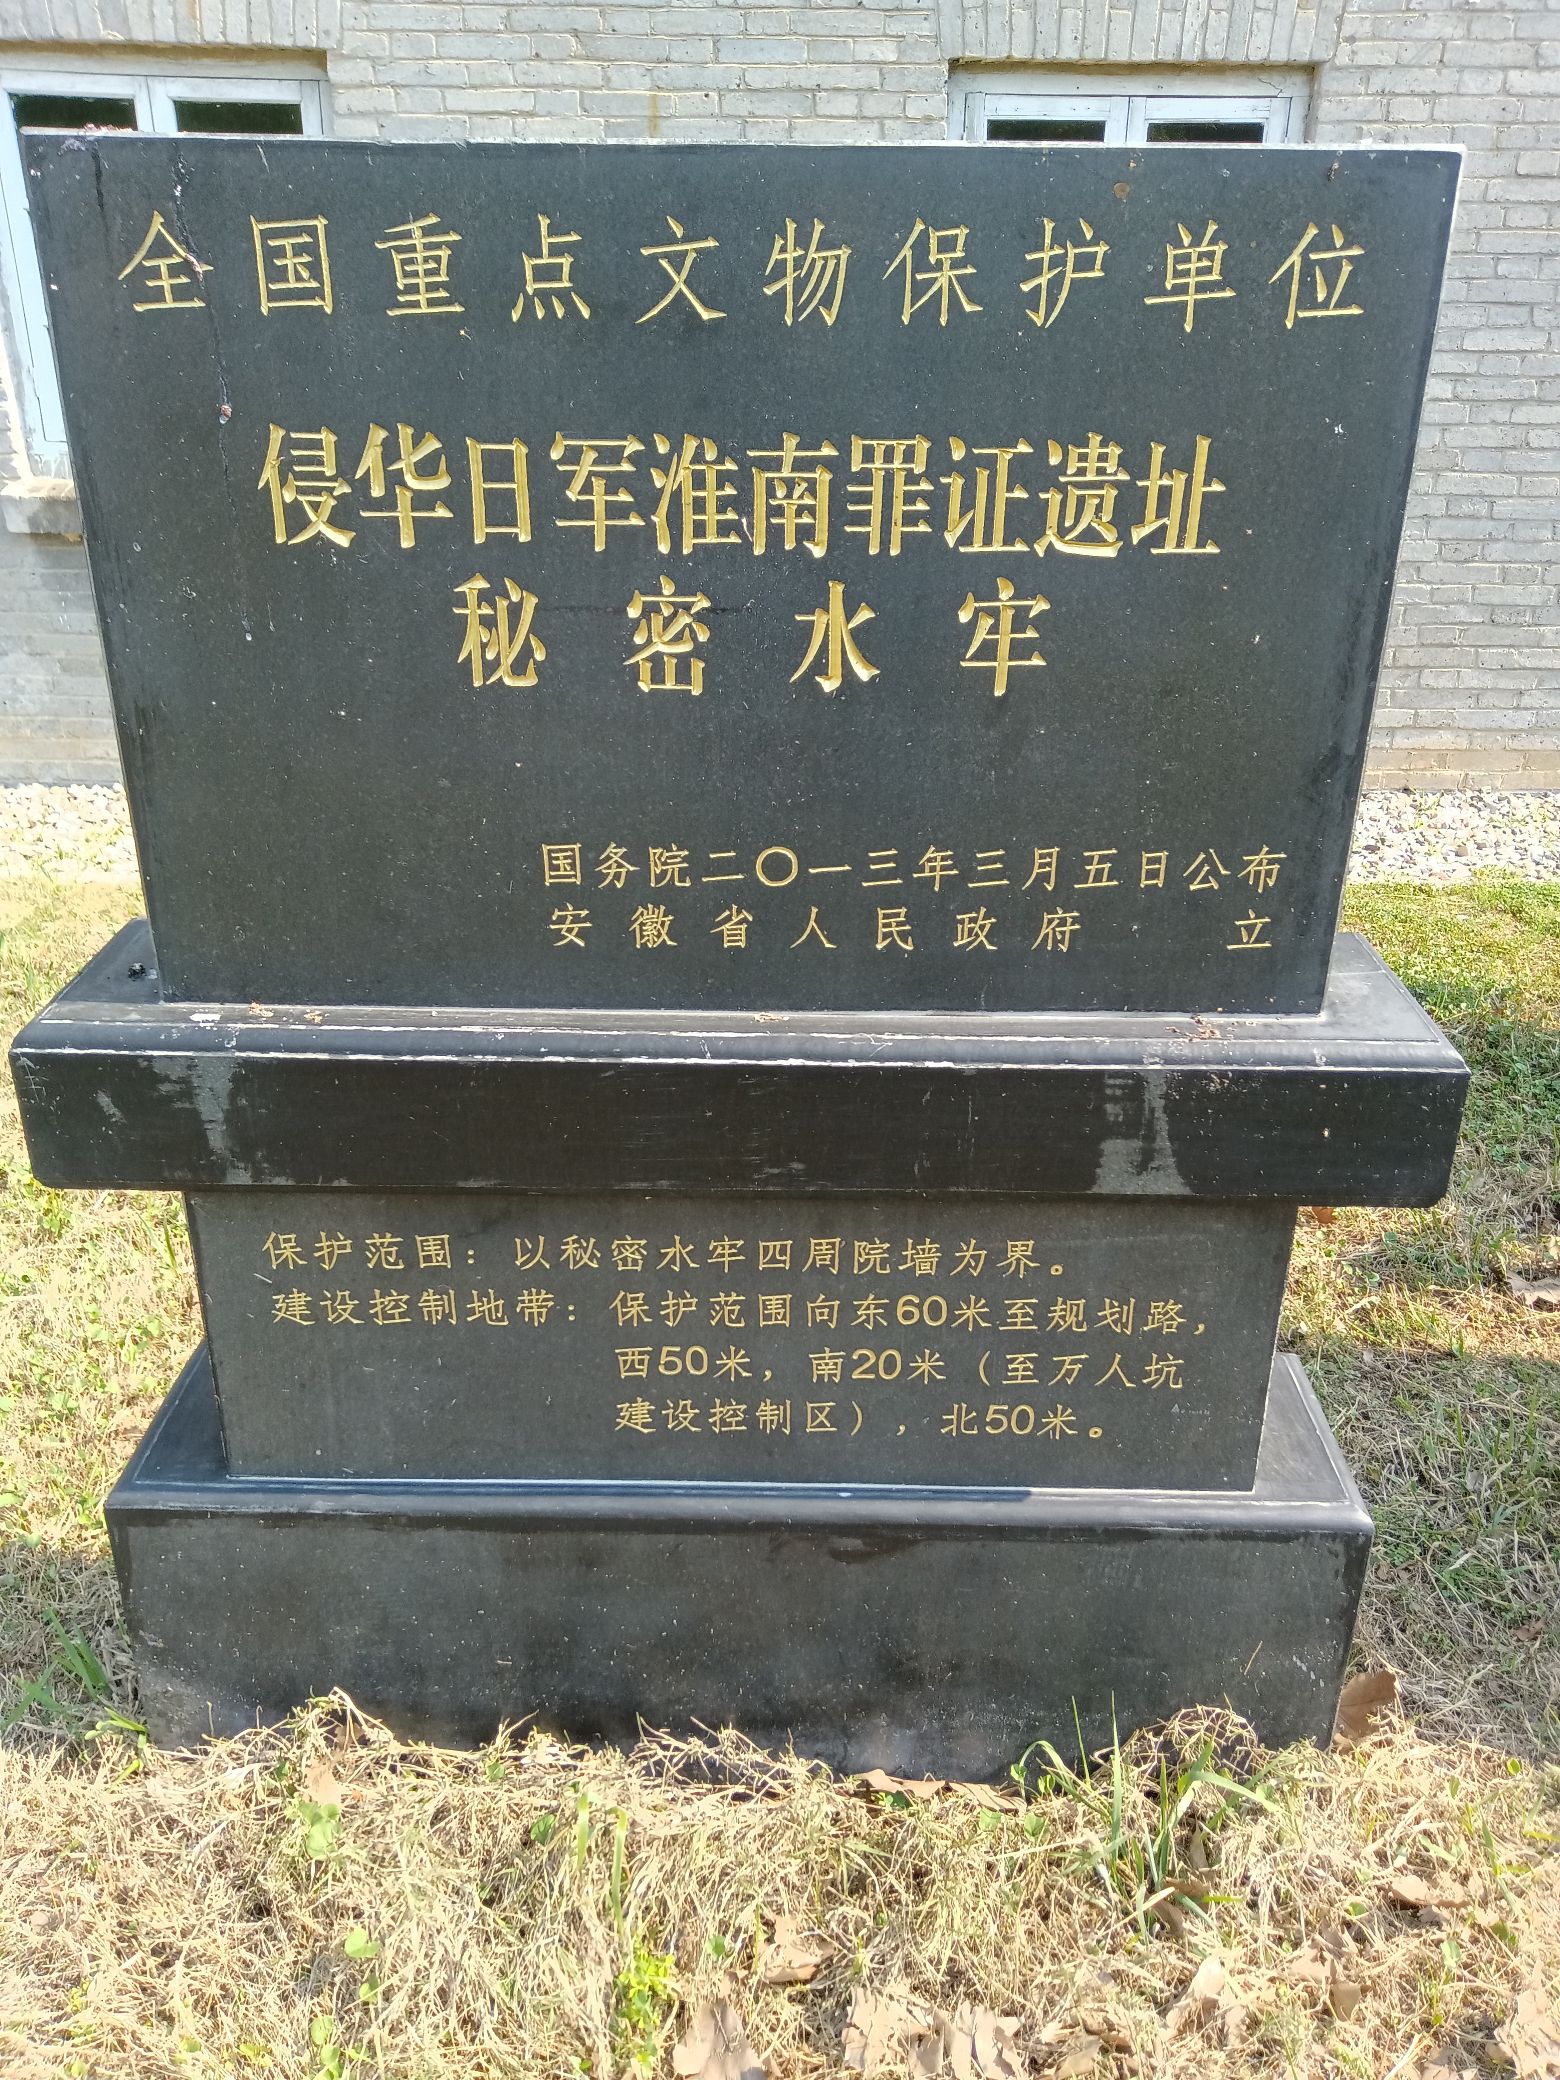 全国重点文物保护单位
侵华日军淮南罪证遗址
秘密水牢
国务院二〇一三年三月五日公布
安徽省人民政府 立
保护范围：以秘密水牢四周院墙为界。
建设控制地带：保护范围向东60米至规划路，
西50米，南20米（至万人坑
建设控制区），北50米。